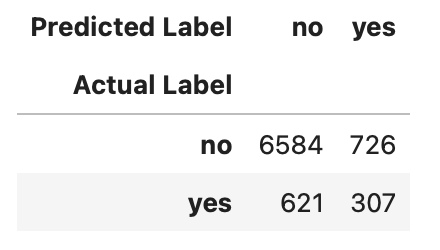 Predicted Label no yes
Actual Label
no 6584 726
yes 621 307